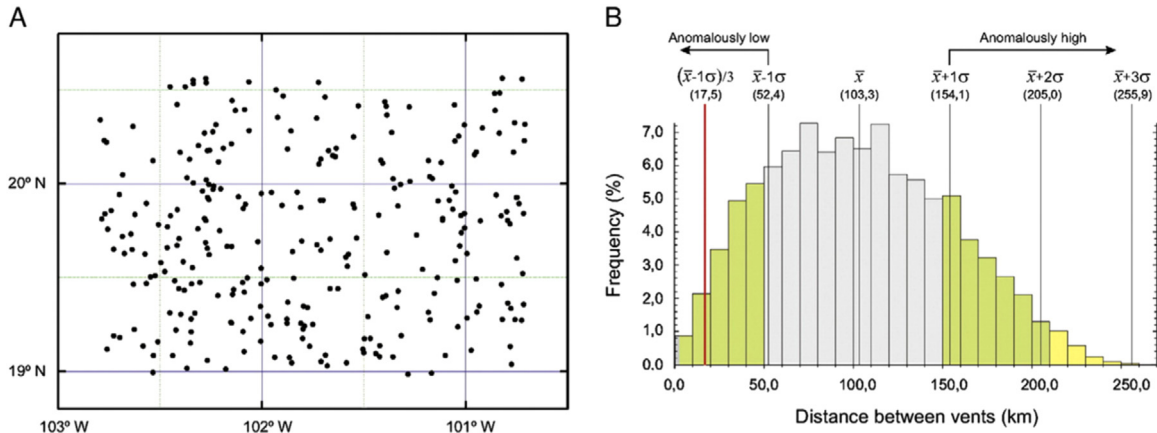 A
20º N
19º N
103º W
102º W
101º W
B
Anomalously low
Anomalously high
(x̅-1σ)/3
x̅-1σ
x̅
x̅+1σ
x̅+2σ
x̅+3σ
(17,5)
(52,4)
(103,3)
(154,1)
(205,0)
(255,9)
7,0
6,0
5,0
4,0
3,0
2,0
1,0
0,0
Frequency (%)
0,0
50,0
100,0
150,0
200,0
250,0
Distance between vents (km)